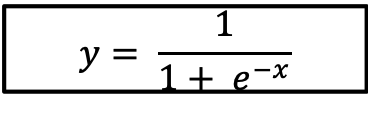 y = 1 / (1 + e^{-x})